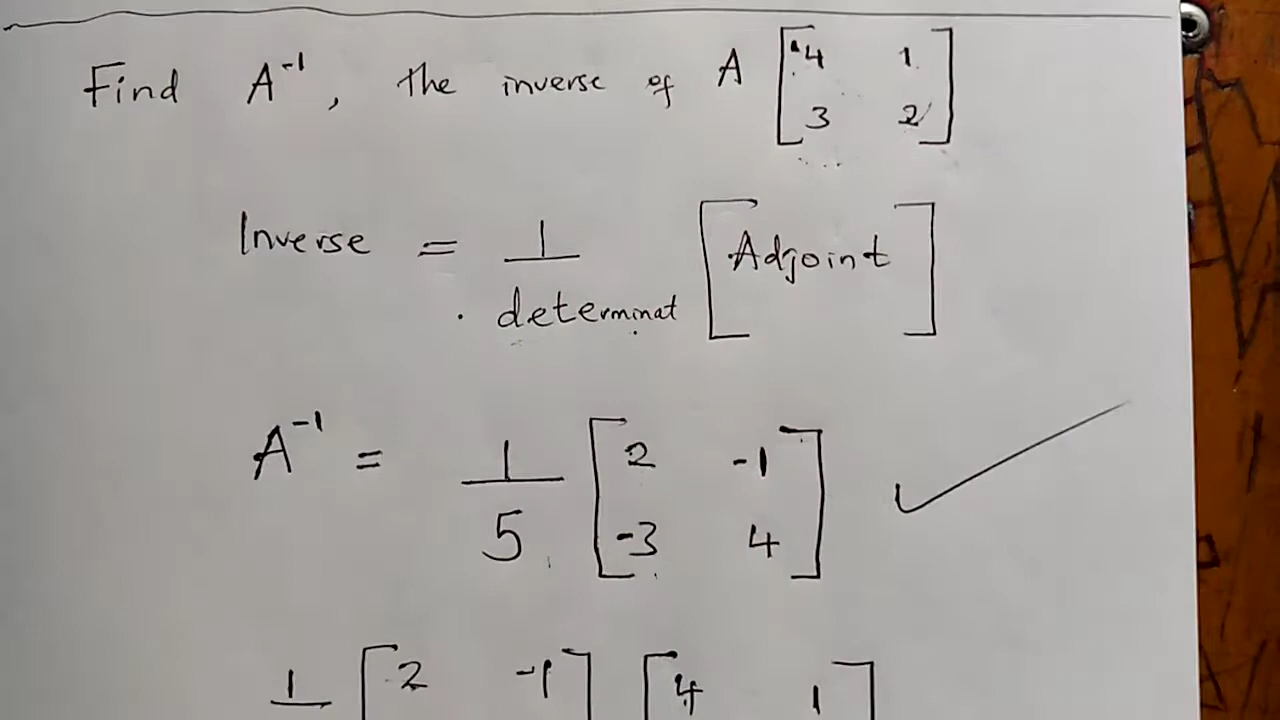 Find A⁻¹, The inverse of A [4 1
3 2]
Inverse = 1/determinat [Adjoint]
A⁻¹ = 1/5 [2 -1
-3 4]
1 [2 -1] [4 1]